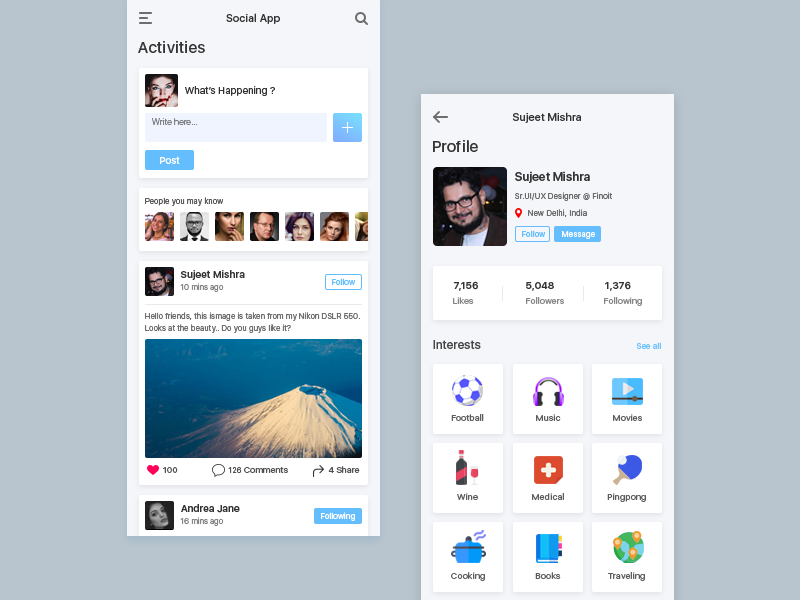 Social App
Activities
What's Happening ?
Write here...
Post
People you may know
Sujeet Mishra
10 mins ago
Follow
Hello friends, this ismage is taken from my Nikon DSLR 550.
Looks at the beauty.. Do you guys like it?
100
126 Comments
4 Share
Andrea Jane
16 mins ago
Following
Sujeet Mishra
Profile
Sujeet Mishra
Sr.UI/UX Designer @ Finoit
New Delhi, India
Follow
Message
7,156
Likes
5,048
Followers
1,376
Following
Interests
See all
Football
Music
Movies
Wine
Medical
Pingpong
Cooking
Books
Traveling